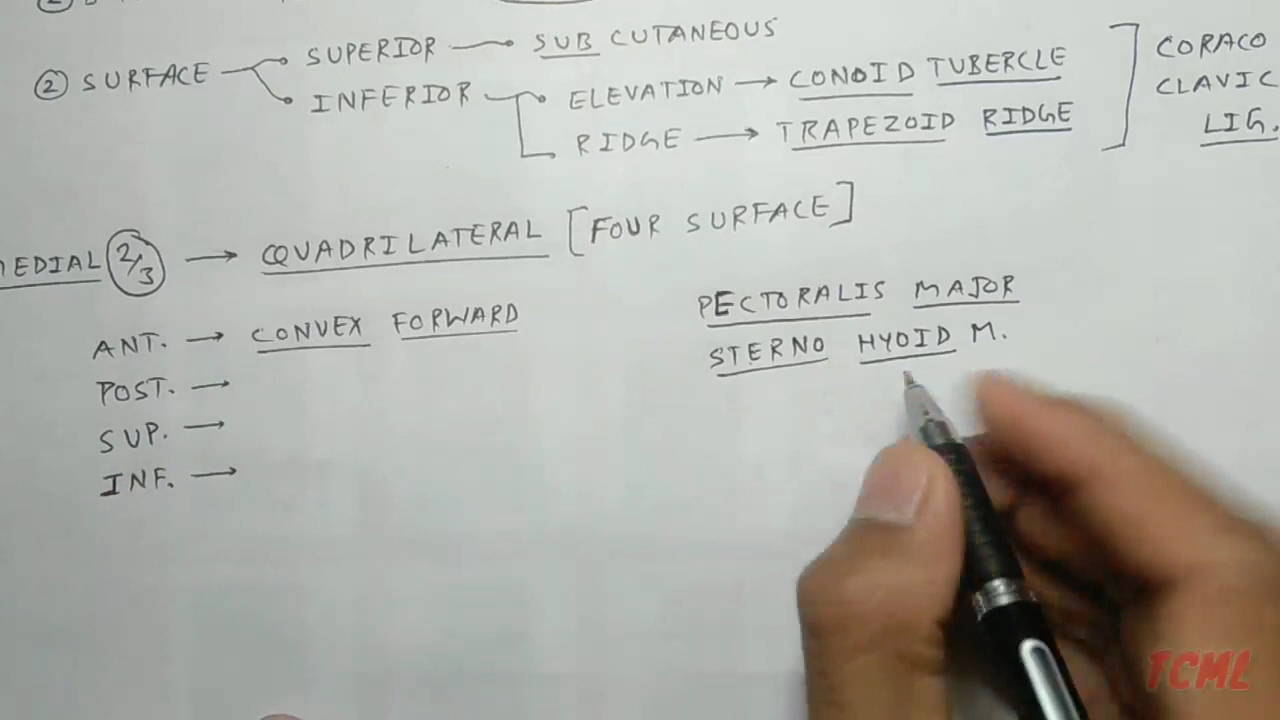 ② SURFACE
SUPERIOR → SUB CUTANEOUS
INFERIOR
ELEVATION → CONOID TUBERCLE
RIDGE → TRAPEZOID RIDGE
CORACO
CLAVIC
LIG.
MEDIAL 2/3 → QUADRILATERAL [FOUR SURFACE]
ANT. → CONVEX FORWARD
POST. →
SUP. →
INF. →
PECTORALIS MAJOR
STERNO HYOID M.
TCML